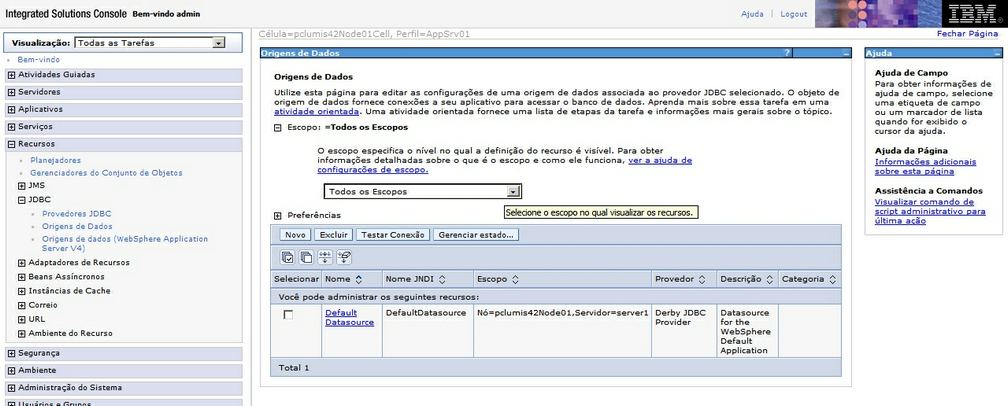 Integrated Solutions Console Bem-vindo admin
Ajuda | Logout
IBM
Visualização: Todas as Tarefas
Bem-vindo
Atividades Guiadas
Servidores
Aplicativos
Serviços
Recursos
Planejadores
Gerenciadores do Conjunto de Objetos
JMS
JDBC
Provedores JDBC
Origens de Dados
Origens de dados (WebSphere Application
Server V4)
Adaptadores de Recursos
Beans Assíncronos
Instâncias de Cache
Correio
URL
Ambiente do Recurso
Segurança
Ambiente
Administração do Sistema
Usuários e Grupos
Célula=pclumis42Node01Cell, Perfil=AppSrv01
Fechar Página
Origens de Dados ? –
Origens de Dados
Utilize esta página para editar as configurações de uma origem de dados associada ao provedor JDBC selecionado. O objeto de
origem de dados fornece conexões a seu aplicativo para acessar o banco de dados. Aprenda mais sobre essa tarefa em uma
atividade orientada. Uma atividade orientada fornece uma lista de etapas da tarefa e informações mais gerais sobre o tópico.
Escopo: =Todos os Escopos
O escopo especifica o nível no qual a definição do recurso é visível. Para obter
informações detalhadas sobre o que é o escopo e como ele funciona, ver a ajuda de
configurações de escopo.
Todos os Escopos
Selecione o escopo no qual visualizar os recursos.
Preferências
Novo Excluir Testar Conexão Gerenciar estado...
Selecionar Nome Nome JNDI Escopo Provedor Descrição Categoria
Você pode administrar os seguintes recursos:
Default
Datasource
DefaultDatasource
Nó=pclumis42Node01,Servidor=server1
Derby JDBC
Provider
Datasource
for the
WebSphere
Default
Application
Total 1
Ajuda –
Ajuda de Campo
Para obter informações de
ajuda de campo, selecione
uma etiqueta de campo
ou um marcador de lista
quando for exibido o
cursor da ajuda.
Ajuda da Página
Informações adicionais
sobre esta página
Assistência a Comandos
Visualizar comando de
script administrativo para
última ação